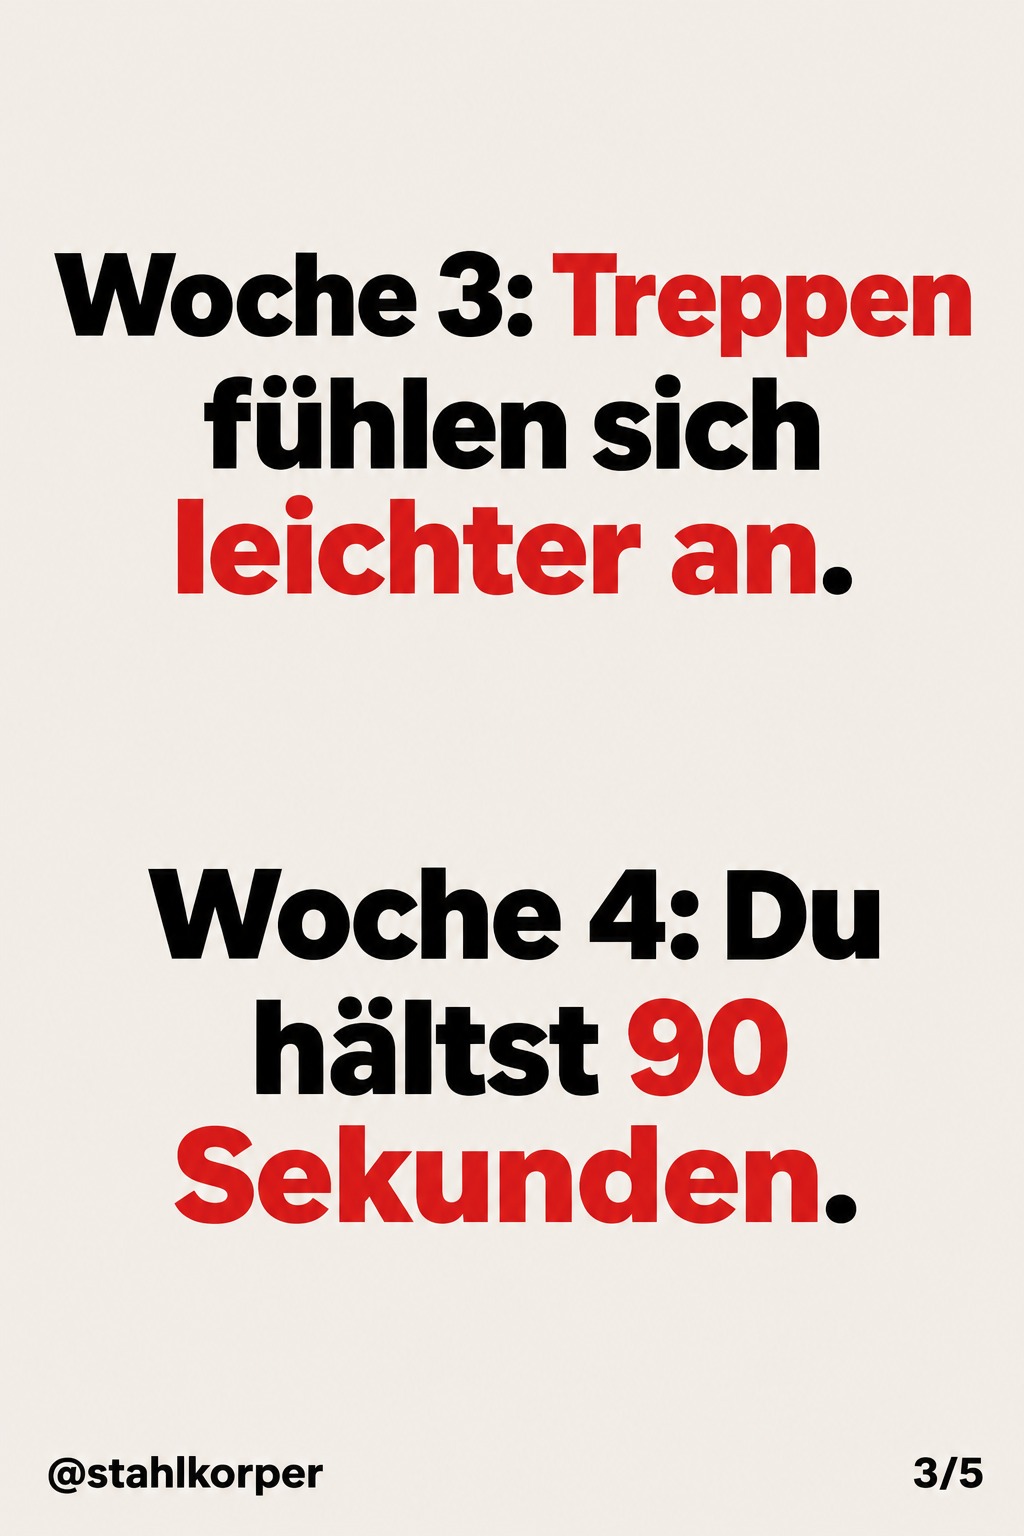 Woche 3: Treppen
fühlen sich
leichter an.
Woche 4: Du
hältst 90
Sekunden.
@stahlkorper
3/5